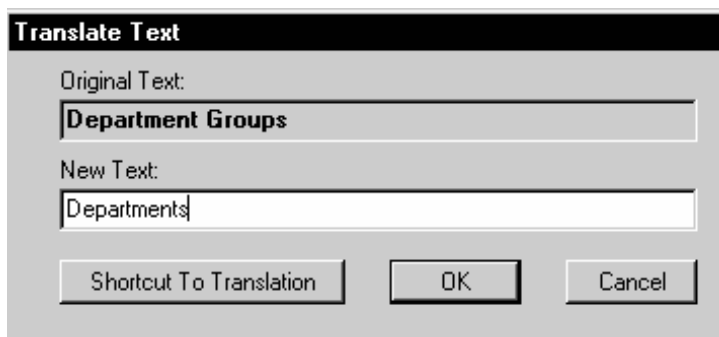 Translate Text
Original Text:
Department Groups
New Text:
Departments
Shortcut To Translation OK Cancel